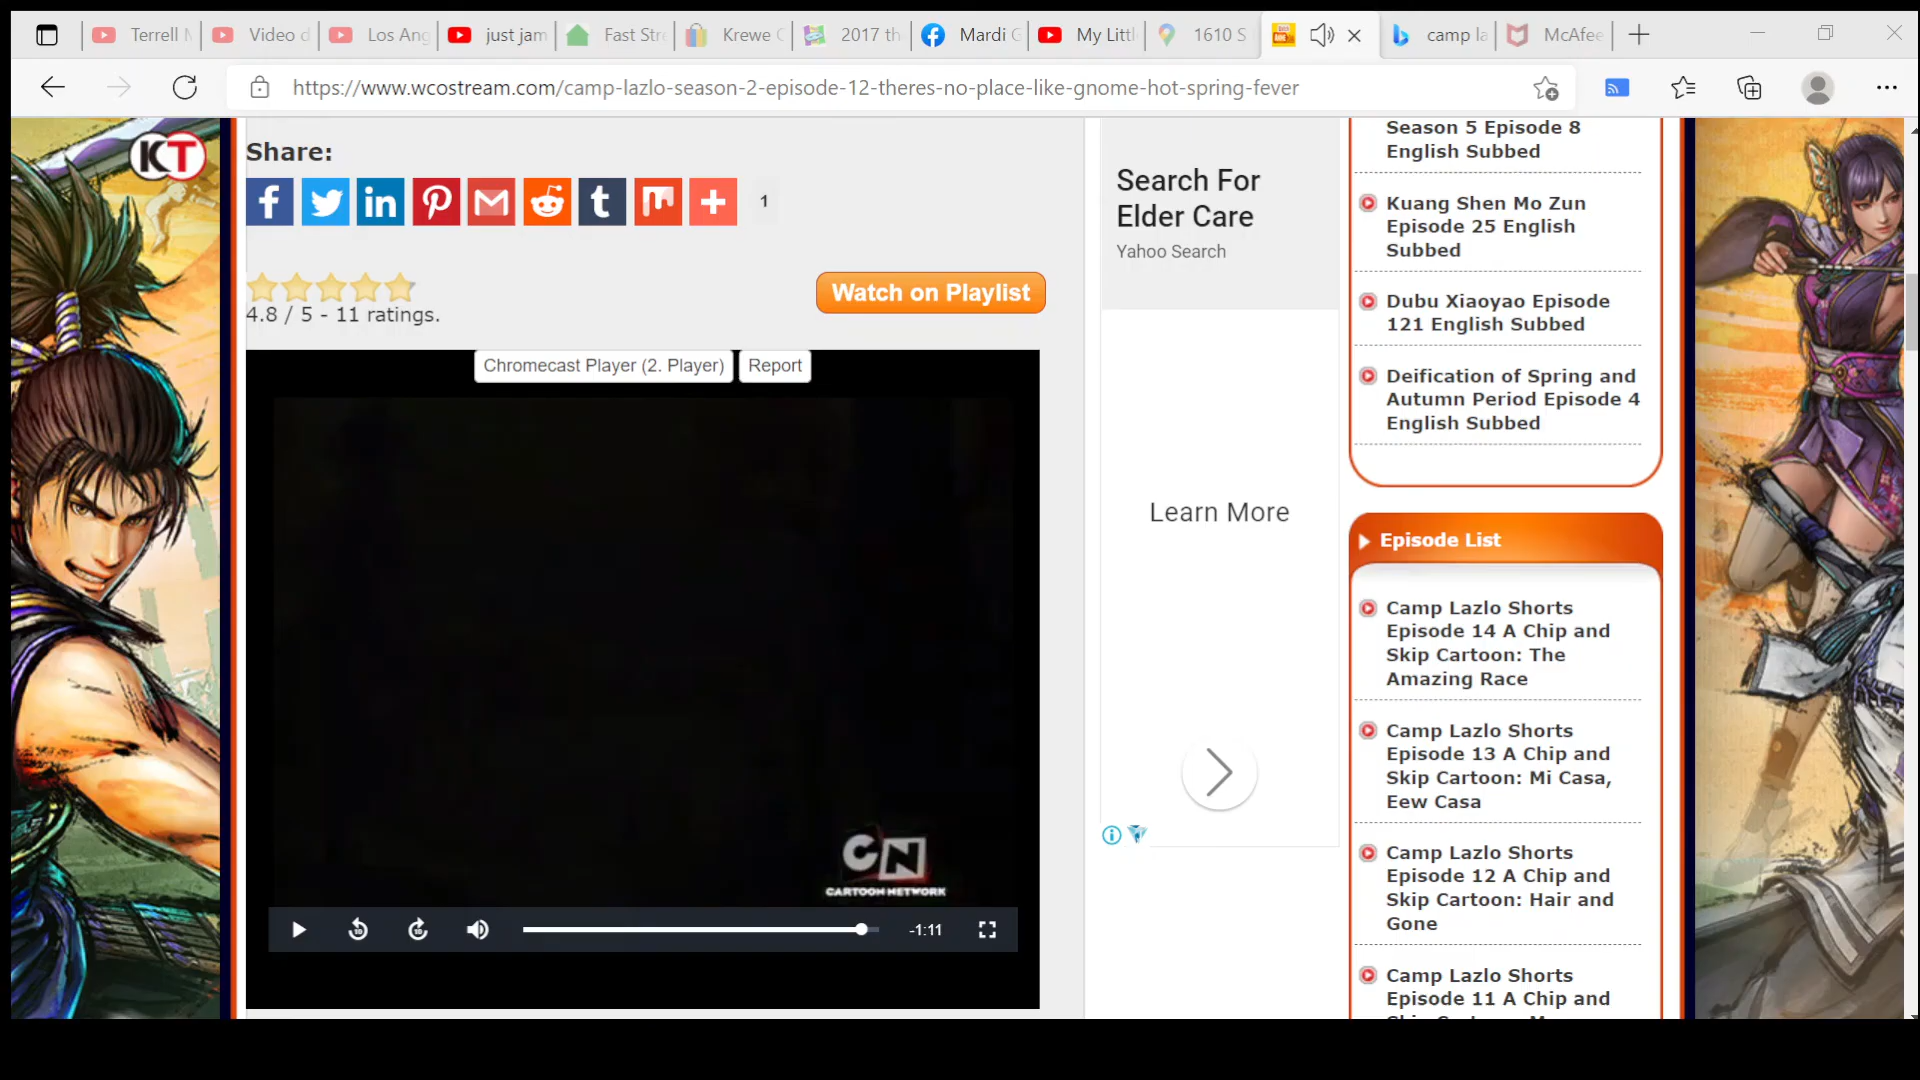 Terrell M
Video d
Los Ang
just jam
Fast Stre
Krewe
2017 th
Mardi G
My Littl
1610 S
camp la
McAfee
https://www.wcostream.com/camp-lazlo-season-2-episode-12-theres-no-place-like-gnome-hot-spring-fever
KT
Share:
1
4.8 / 5 - 11 ratings.
Watch on Playlist
Chromecast Player (2. Player)
Report
CN
CARTOON NETWORK
10
10
-1:11
Search For
Elder Care
Yahoo Search
Learn More
Season 5 Episode 8
English Subbed
Kuang Shen Mo Zun
Episode 25 English
Subbed
Dubu Xiaoyao Episode
121 English Subbed
Deification of Spring and
Autumn Period Episode 4
English Subbed
Episode List
Camp Lazlo Shorts
Episode 14 A Chip and
Skip Cartoon: The
Amazing Race
Camp Lazlo Shorts
Episode 13 A Chip and
Skip Cartoon: Mi Casa,
Eew Casa
Camp Lazlo Shorts
Episode 12 A Chip and
Skip Cartoon: Hair and
Gone
Camp Lazlo Shorts
Episode 11 A Chip and